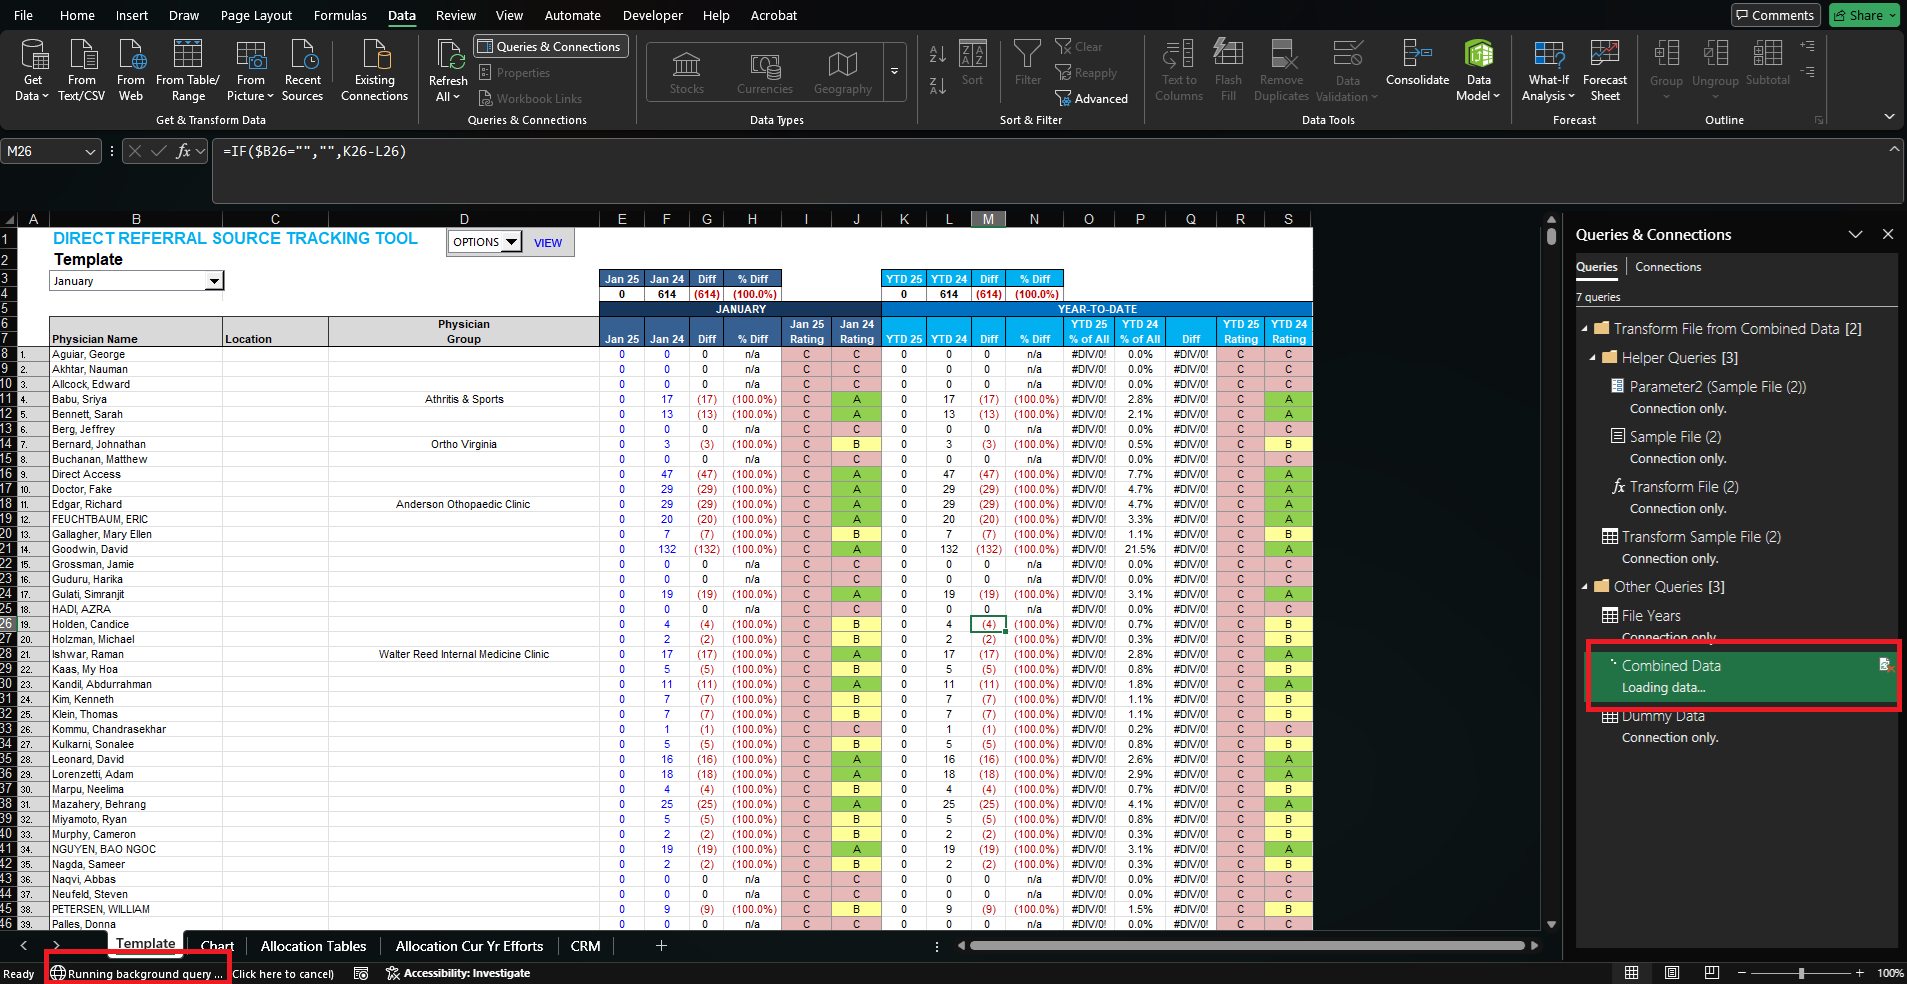 File Home Insert Draw Page Layout Formulas Data Review View Automate Developer Help Acrobat Comments Share
Get Data From Text/CSV From Web From Table/ Range From Picture Recent Sources Existing Connections
Get & Transform Data
Refresh All Queries & Connections Properties Workbook Links
Queries & Connections
Stocks Currencies Geography
Data Types
Sort Filter Clear Reapply Advanced
Sort & Filter
Text to Columns Flash Fill Remove Duplicates Data Validation Consolidate Data Model
Data Tools
What-If Analysis Forecast Sheet
Forecast
Group Ungroup Subtotal
Outline
M26 fx =IF($B26="","",K26-L26)
A B C D E F G H I J K L M N O P Q R S
1 DIRECT REFERRAL SOURCE TRACKING TOOL OPTIONS VIEW
2 Template
3 January Jan 25 Jan 24 Diff % Diff YTD 25 YTD 24 Diff % Diff
4 0 614 (614) (100.0%) 0 614 (614) (100.0%)
5 JANUARY YEAR-TO-DATE
6 Physician Jan 25 Jan 24 YTD 25 YTD 24 YTD 25 YTD 24
7 Physician Name Location Group Jan 25 Jan 24 Diff % Diff Rating Rating YTD 25 YTD 24 Diff % Diff % of All % of All Diff Rating Rating
8 1. Aguiar, George 0 0 0 n/a C C 0 0 0 n/a #DIV/0! 0.0% #DIV/0! C C
9 2. Akhtar, Nauman 0 0 0 n/a C C 0 0 0 n/a #DIV/0! 0.0% #DIV/0! C C
10 3. Allcock, Edward 0 0 0 n/a C C 0 0 0 n/a #DIV/0! 0.0% #DIV/0! C C
11 4. Babu, Sriya Athritis & Sports 0 17 (17) (100.0%) C A 0 17 (17) (100.0%) #DIV/0! 2.8% #DIV/0! C A
12 5. Bennett, Sarah 0 13 (13) (100.0%) C A 0 13 (13) (100.0%) #DIV/0! 2.1% #DIV/0! C A
13 6. Berg, Jeffrey 0 0 0 n/a C C 0 0 0 n/a #DIV/0! 0.0% #DIV/0! C C
14 7. Bernard, Johnathan Ortho Virginia 0 3 (3) (100.0%) C B 0 3 (3) (100.0%) #DIV/0! 0.5% #DIV/0! C B
15 8. Buchanan, Matthew 0 0 0 n/a C C 0 0 0 n/a #DIV/0! 0.0% #DIV/0! C C
16 9. Direct Access 0 47 (47) (100.0%) C A 0 47 (47) (100.0%) #DIV/0! 7.7% #DIV/0! C A
17 10. Doctor, Fake 0 29 (29) (100.0%) C A 0 29 (29) (100.0%) #DIV/0! 4.7% #DIV/0! C A
18 11. Edgar, Richard Anderson Othopaedic Clinic 0 29 (29) (100.0%) C A 0 29 (29) (100.0%) #DIV/0! 4.7% #DIV/0! C A
19 12. FEUCHTBAUM, ERIC 0 20 (20) (100.0%) C A 0 20 (20) (100.0%) #DIV/0! 3.3% #DIV/0! C A
20 13. Gallagher, Mary Ellen 0 7 (7) (100.0%) C B 0 7 (7) (100.0%) #DIV/0! 1.1% #DIV/0! C B
21 14. Goodwin, David 0 132 (132) (100.0%) C A 0 132 (132) (100.0%) #DIV/0! 21.5% #DIV/0! C A
22 15. Grossman, Jamie 0 0 0 n/a C C 0 0 0 n/a #DIV/0! 0.0% #DIV/0! C C
23 16. Guduru, Harika 0 0 0 n/a C C 0 0 0 n/a #DIV/0! 0.0% #DIV/0! C C
24 17. Gulati, Simranjit 0 19 (19) (100.0%) C A 0 19 (19) (100.0%) #DIV/0! 3.1% #DIV/0! C A
25 18. HADI, AZRA 0 0 0 n/a C C 0 0 0 n/a #DIV/0! 0.0% #DIV/0! C C
26 19. Holden, Candice 0 4 (4) (100.0%) C B 0 4 (4) (100.0%) #DIV/0! 0.7% #DIV/0! C B
27 20. Holzman, Michael 0 2 (2) (100.0%) C B 0 2 (2) (100.0%) #DIV/0! 0.3% #DIV/0! C B
28 21. Ishwar, Raman Walter Reed Internal Medicine Clinic 0 17 (17) (100.0%) C A 0 17 (17) (100.0%) #DIV/0! 2.8% #DIV/0! C A
29 22. Kaas, My Hoa 0 5 (5) (100.0%) C B 0 5 (5) (100.0%) #DIV/0! 0.8% #DIV/0! C B
30 23. Kandil, Abdurrahman 0 11 (11) (100.0%) C A 0 11 (11) (100.0%) #DIV/0! 1.8% #DIV/0! C A
31 24. Kim, Kenneth 0 7 (7) (100.0%) C B 0 7 (7) (100.0%) #DIV/0! 1.1% #DIV/0! C B
32 25. Klein, Thomas 0 7 (7) (100.0%) C B 0 7 (7) (100.0%) #DIV/0! 1.1% #DIV/0! C B
33 26. Kommu, Chandrasekhar 0 1 (1) (100.0%) C C 0 1 (1) (100.0%) #DIV/0! 0.2% #DIV/0! C C
34 27. Kulkarni, Sonalee 0 5 (5) (100.0%) C B 0 5 (5) (100.0%) #DIV/0! 0.8% #DIV/0! C B
35 28. Leonard, David 0 16 (16) (100.0%) C A 0 16 (16) (100.0%) #DIV/0! 2.6% #DIV/0! C A
36 29. Lorenzetti, Adam 0 18 (18) (100.0%) C A 0 18 (18) (100.0%) #DIV/0! 2.9% #DIV/0! C A
37 30. Marpu, Neelima 0 4 (4) (100.0%) C B 0 4 (4) (100.0%) #DIV/0! 0.7% #DIV/0! C B
38 31. Mazahery, Behrang 0 25 (25) (100.0%) C A 0 25 (25) (100.0%) #DIV/0! 4.1% #DIV/0! C A
39 32. Miyamoto, Ryan 0 5 (5) (100.0%) C B 0 5 (5) (100.0%) #DIV/0! 0.8% #DIV/0! C B
40 33. Murphy, Cameron 0 2 (2) (100.0%) C B 0 2 (2) (100.0%) #DIV/0! 0.3% #DIV/0! C B
41 34. NGUYEN, BAO NGOC 0 19 (19) (100.0%) C A 0 19 (19) (100.0%) #DIV/0! 3.1% #DIV/0! C A
42 35. Nagda, Sameer 0 2 (2) (100.0%) C B 0 2 (2) (100.0%) #DIV/0! 0.3% #DIV/0! C B
43 36. Naqvi, Abbas 0 0 0 n/a C C 0 0 0 n/a #DIV/0! 0.0% #DIV/0! C C
44 37. Neufeld, Steven 0 0 0 n/a C C 0 0 0 n/a #DIV/0! 0.0% #DIV/0! C C
45 38. PETERSEN, WILLIAM 0 9 (9) (100.0%) C B 0 9 (9) (100.0%) #DIV/0! 1.5% #DIV/0! C B
46 39. Palles, Donna 0 0 0 n/a C C 0 0 0 n/a #DIV/0! 0.0% #DIV/0! C C
Queries & Connections
Queries Connections
7 queries
Transform File from Combined Data [2]
Helper Queries [3]
Parameter2 (Sample File (2))
Connection only.
Sample File (2)
Connection only.
fx Transform File (2)
Connection only.
Transform Sample File (2)
Connection only.
Other Queries [3]
File Years
Connection only.
Combined Data
Loading data...
Dummy Data
Connection only.
Template Chart Allocation Tables Allocation Cur Yr Efforts CRM
Ready Running background query ... Click here to cancel) Accessibility: Investigate 100%